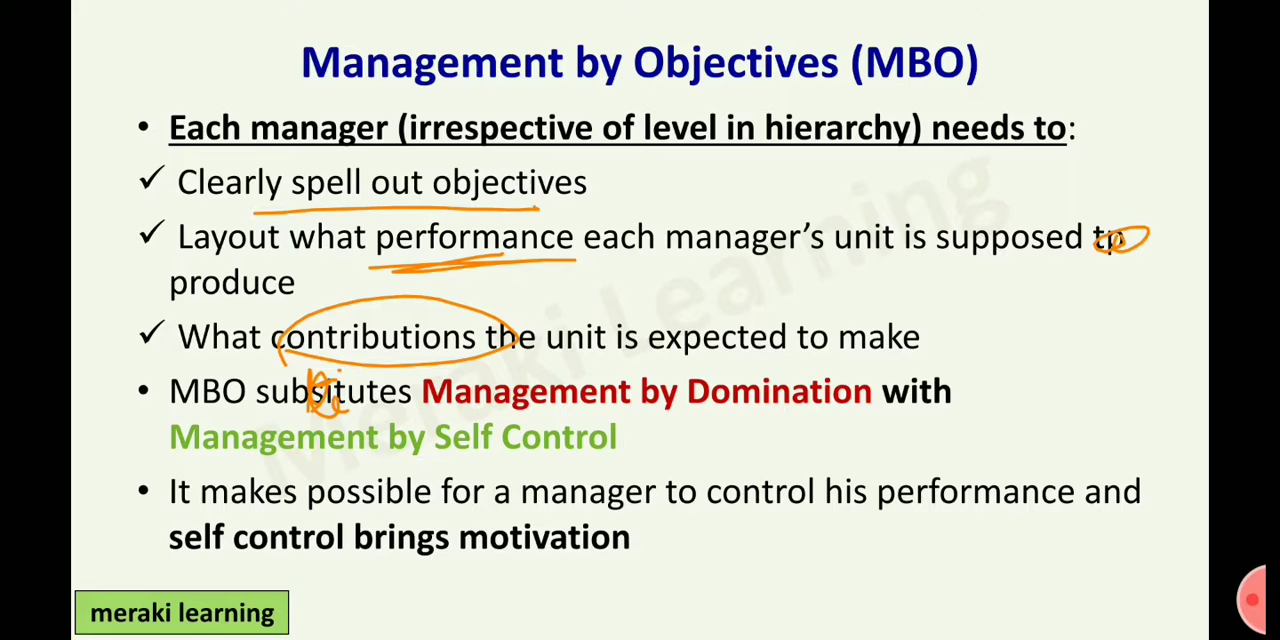 Management by Objectives (MBO)
• Each manager (irrespective of level in hierarchy) needs to:
✓ Clearly spell out objectives
✓ Layout what performance each manager's unit is supposed tp
produce
✓ What contributions the unit is expected to make
• MBO subsitutes Management by Domination with
Management by Self Control
• It makes possible for a manager to control his performance and
self control brings motivation
Meraki Learning
meraki learning